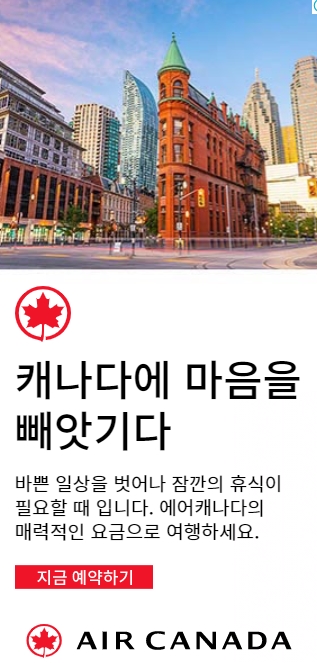 캐나다에 마음을
빼앗기다
바쁜 일상을 벗어나 잠깐의 휴식이
필요할 때 입니다. 에어캐나다의
매력적인 요금으로 여행하세요.
지금 예약하기
AIR CANADA